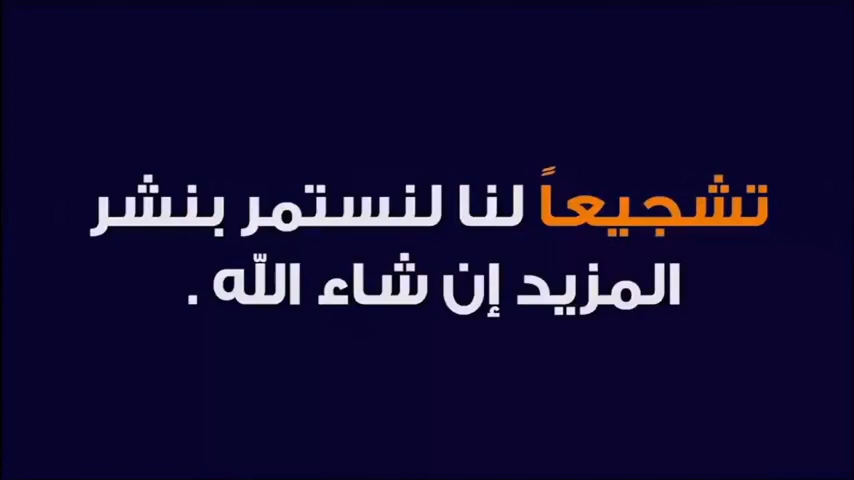 تشجيعاً لنا لنستمر بنشر
المزيد إن شاء الله .